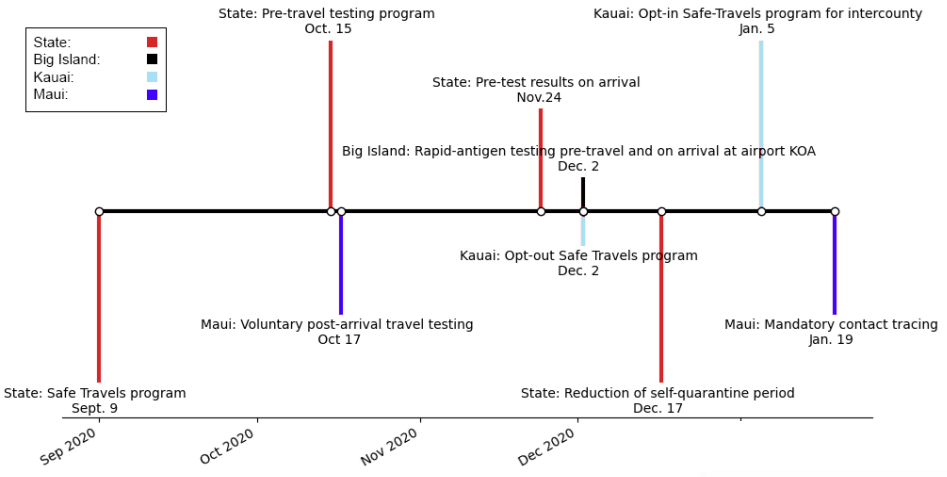 State: Pre-travel testing program
Oct. 15
Kauai: Opt-in Safe-Travels program for intercounty
Jan. 5
State:
Big Island:
Kauai:
Maui:
State: Pre-test results on arrival
Nov.24
Big Island: Rapid-antigen testing pre-travel and on arrival at airport KOA
Dec. 2
Kauai: Opt-out Safe Travels program
Dec. 2
Maui: Voluntary post-arrival travel testing
Oct 17
Maui: Mandatory contact tracing
Jan. 19
State: Safe Travels program
Sept. 9
State: Reduction of self-quarantine period
Dec. 17
Sep 2020
Oct 2020
Nov 2020
Dec 2020